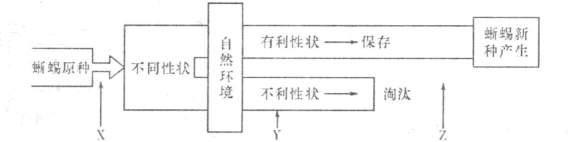 蜥蜴原种
不同性状
自然环境
有利性状
保存
不利性状
淘汰
蜥蜴新
种产生
X
Y
Z